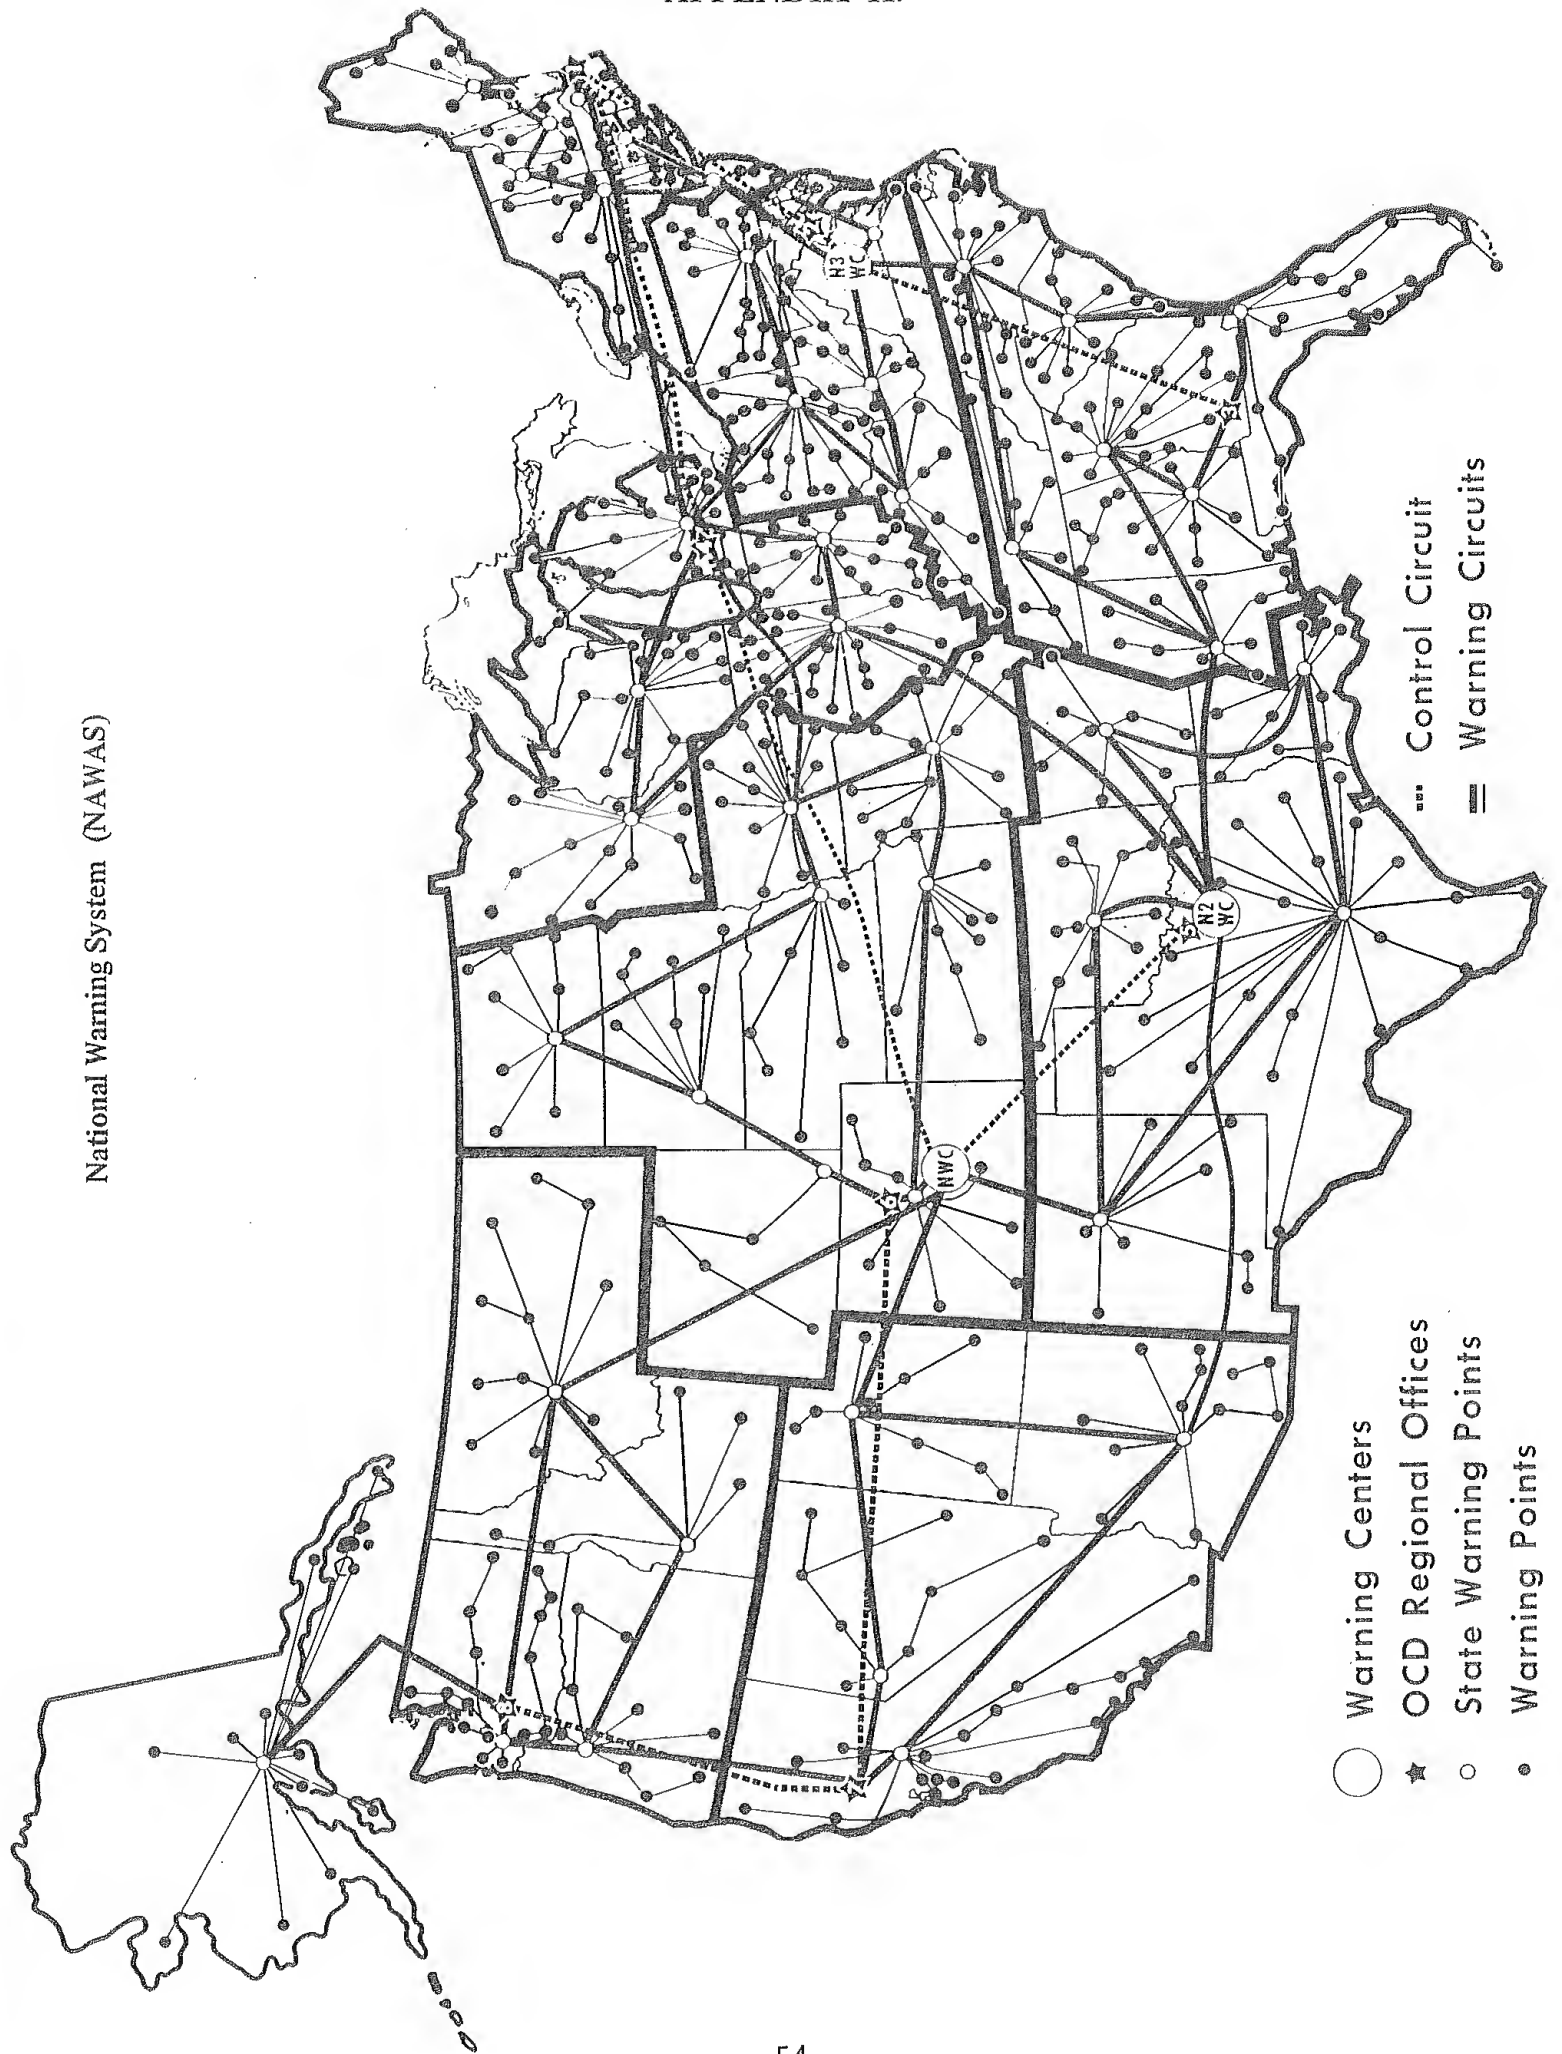 National Warning System (NAWAS)
NWC
N2
WC
N3
WC
Warning Centers
OCD Regional Offices
State Warning Points
Warning Points
Control Circuit
Warning Circuits